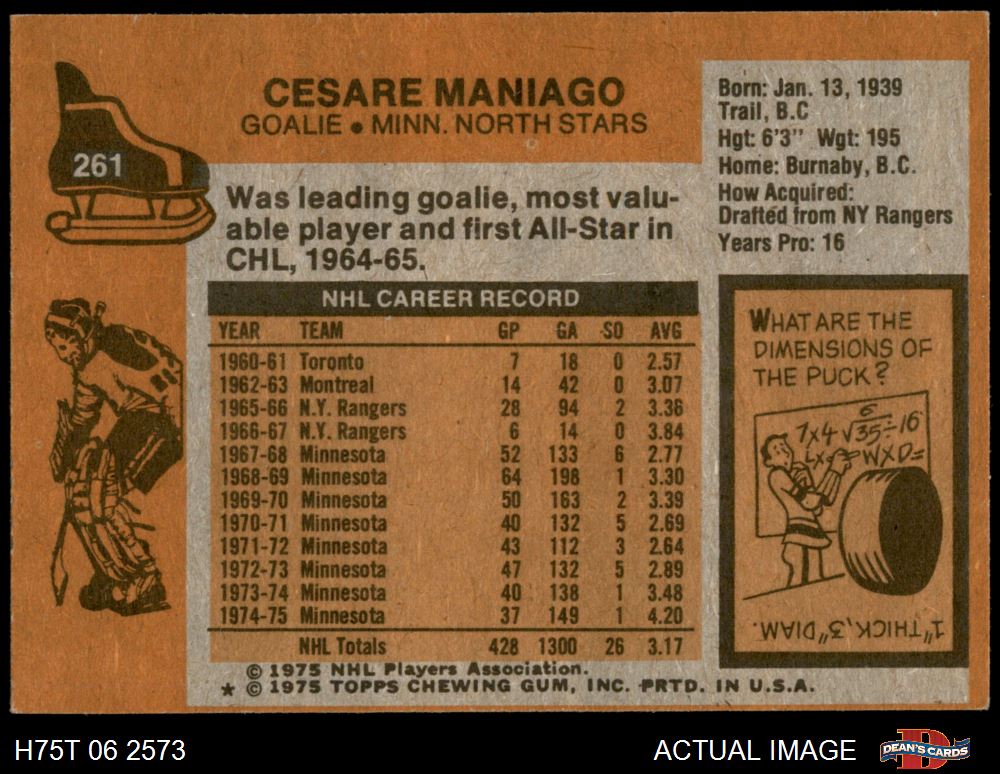 CESARE MANIAGO
GOALIE • MINN. NORTH STARS
261
Born: Jan. 13, 1939
Trail, B.C
Hgt: 6'3" Wgt: 195
Home: Burnaby, B.C.
How Acquired:
Drafted from NY Rangers
Years Pro: 16
Was leading goalie, most valu-
able player and first All-Star in
CHL, 1964-65.
NHL CAREER RECORD
YEAR TEAM GP GA SO AVG
1960-61 Toronto 7 18 0 2.57
1962-63 Montreal 14 42 0 3.07
1965-66 N.Y. Rangers 28 94 2 3.36
1966-67 N.Y. Rangers 6 14 0 3.84
1967-68 Minnesota 52 133 6 2.77
1968-69 Minnesota 64 198 1 3.30
1969-70 Minnesota 50 163 2 3.39
1970-71 Minnesota 40 132 5 2.69
1971-72 Minnesota 43 112 3 2.64
1972-73 Minnesota 47 132 5 2.89
1973-74 Minnesota 40 138 1 3.48
1974-75 Minnesota 37 149 1 4.20
NHL Totals 428 1300 26 3.17
© 1975 NHL Players Association.
★ © 1975 TOPPS CHEWING GUM, INC. PRTD. IN U.S.A.
WHAT ARE THE
DIMENSIONS OF
THE PUCK?
6
7x4 √35÷16
WXD=
1" THICK, 3" DIAM.
H75T 06 2573
ACTUAL IMAGE
DEAN'S CARDS